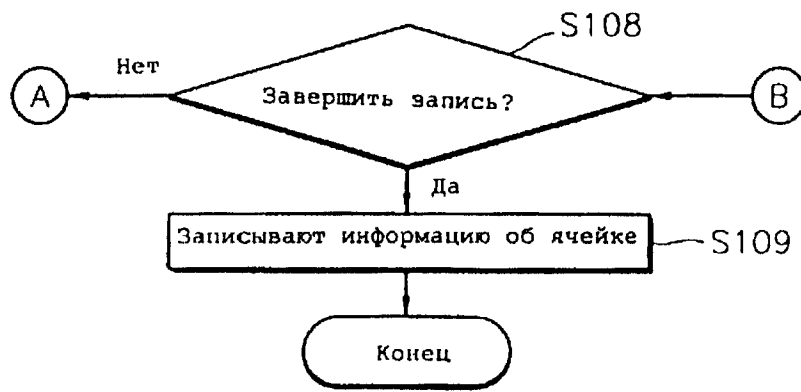 S108
Нет
A
Завершить запись?
B
Да
Записывают информацию об ячейке
S109
Конец